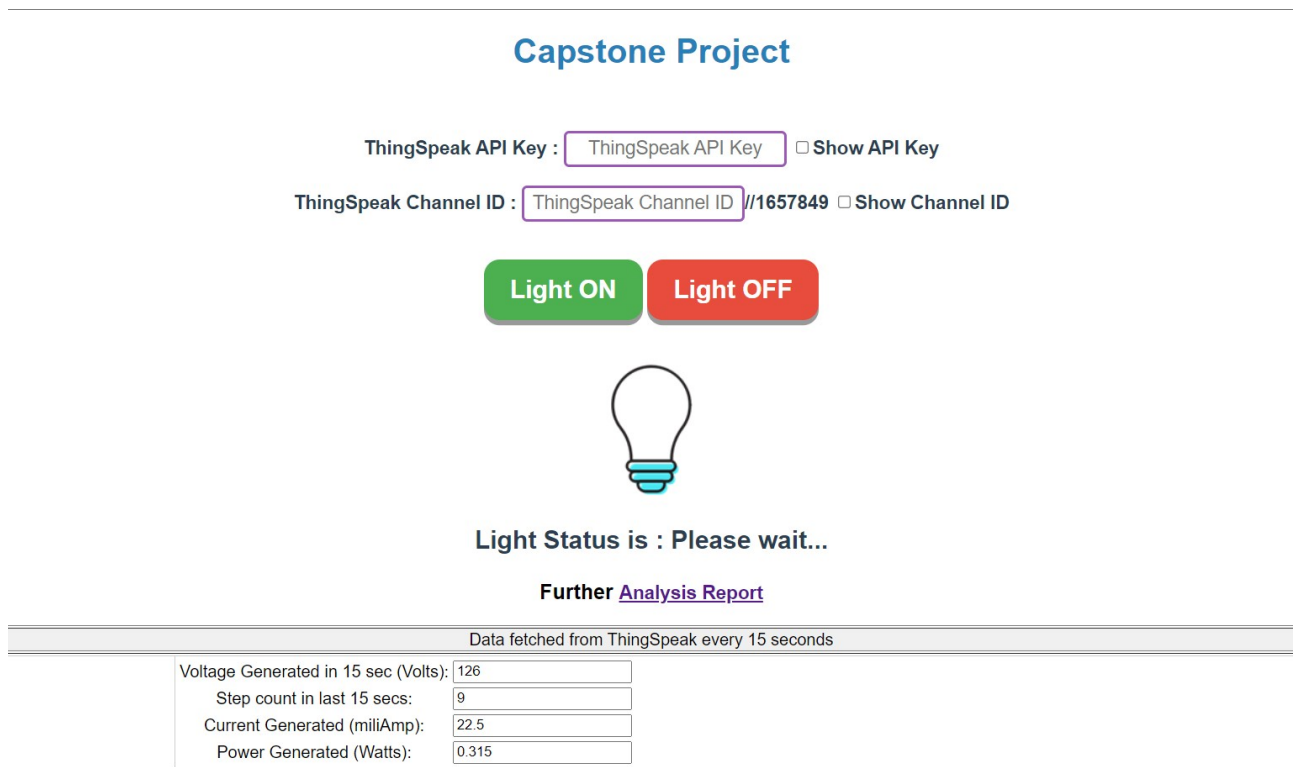 Capstone Project
ThingSpeak API Key : ThingSpeak API Key Show API Key
ThingSpeak Channel ID : ThingSpeak Channel ID //1657849 Show Channel ID
Light ON Light OFF
Light Status is : Please wait...
Further Analysis Report
Data fetched from ThingSpeak every 15 seconds
Voltage Generated in 15 sec (Volts): 126
Step count in last 15 secs: 9
Current Generated (miliAmp): 22.5
Power Generated (Watts): 0.315